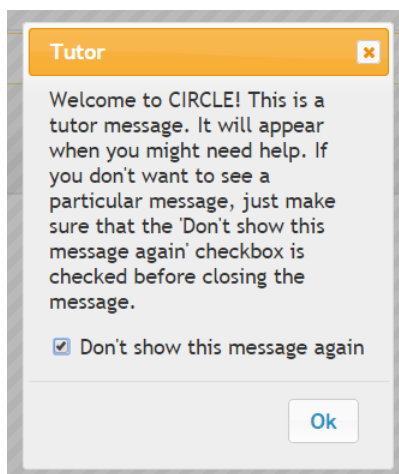 Tutor
Welcome to CIRCLE! This is a
tutor message. It will appear
when you might need help. If
you don't want to see a
particular message, just make
sure that the 'Don't show this
message again' checkbox is
checked before closing the
message.
Don't show this message again
Ok